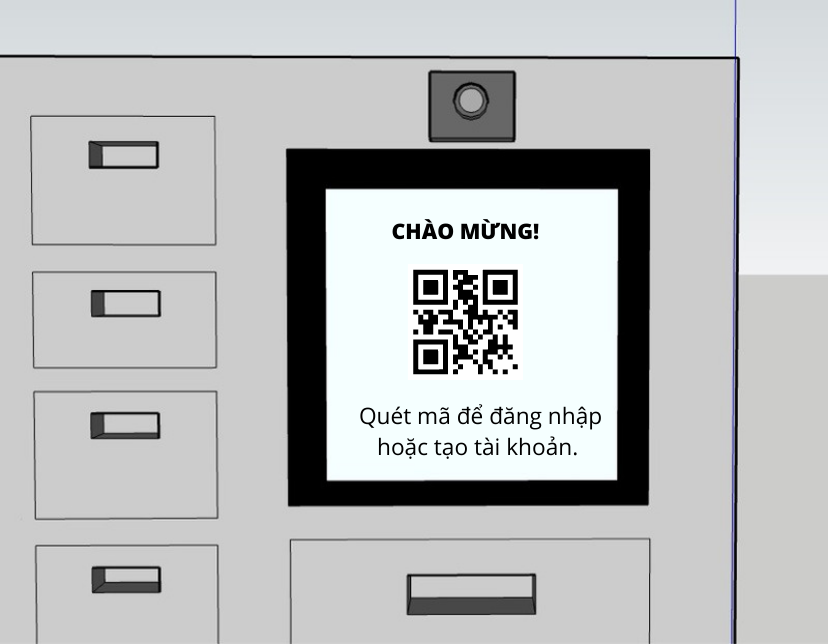 CHÀO MỪNG!
Quét mã để đăng nhập
hoặc tạo tài khoản.